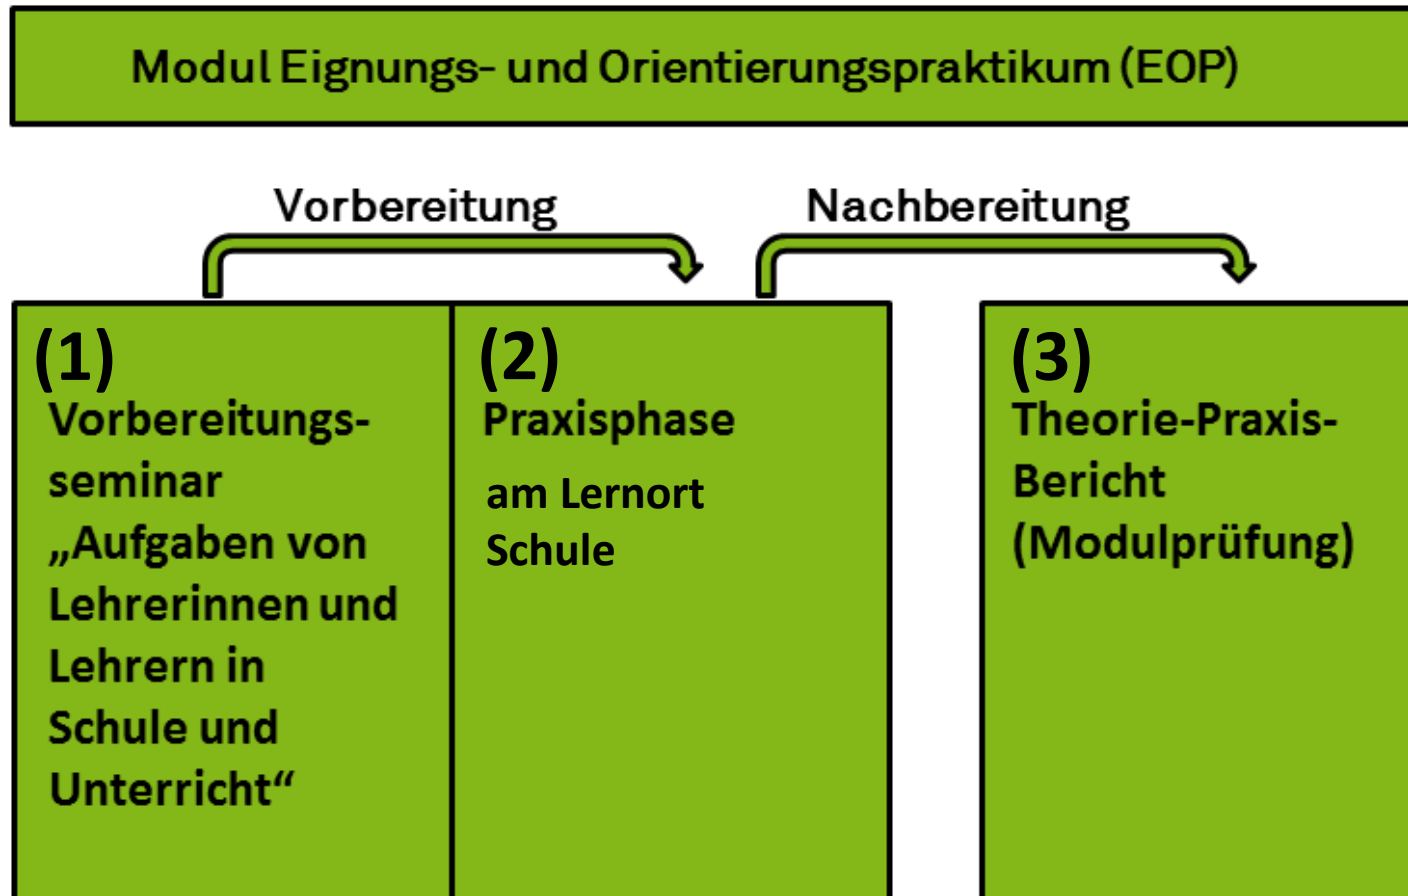 Modul Eignungs- und Orientierungspraktikum (EOP)
Vorbereitung
Nachbereitung
(1)
Vorbereitungs-
seminar
„Aufgaben von
Lehrerinnen und
Lehrern in
Schule und
Unterricht“
(2)
Praxisphase
am Lernort
Schule
(3)
Theorie-Praxis-
Bericht
(Modulprüfung)